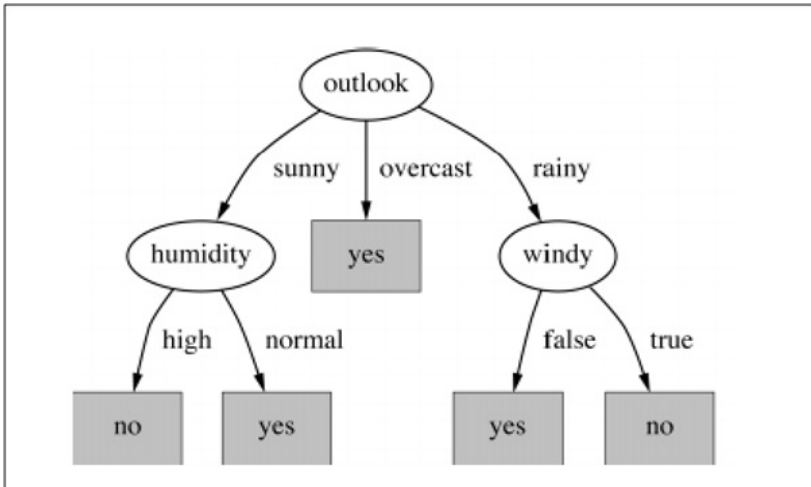 outlook
sunny overcast rainy
humidity yes windy
high normal false true
no yes yes no